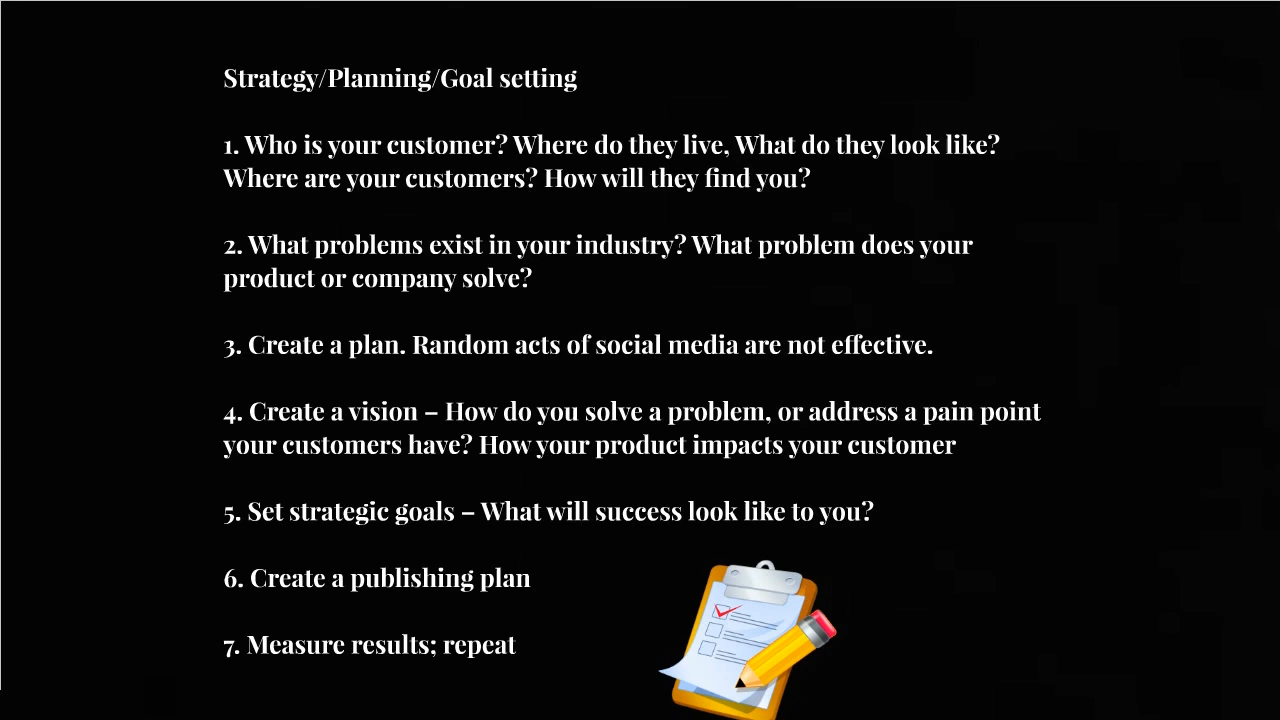 Strategy/Planning/Goal setting
1. Who is your customer? Where do they live, What do they look like?
Where are your customers? How will they find you?
2. What problems exist in your industry? What problem does your
product or company solve?
3. Create a plan. Random acts of social media are not effective.
4. Create a vision – How do you solve a problem, or address a pain point
your customers have? How your product impacts your customer
5. Set strategic goals – What will success look like to you?
6. Create a publishing plan
7. Measure results; repeat